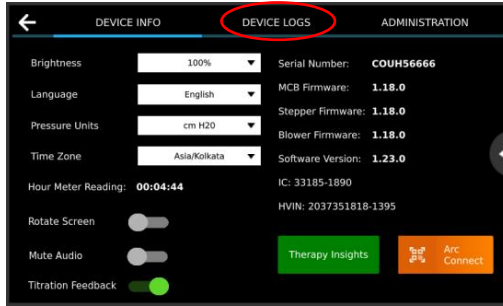 DEVICE INFO DEVICE LOGS ADMINISTRATION
Brightness 100%
Language English
Pressure Units cm H20
Time Zone Asia/Kolkata
Hour Meter Reading: 00:04:44
Rotate Screen
Mute Audio
Titration Feedback
Serial Number: COUH56666
MCB Firmware: 1.18.0
Stepper Firmware: 1.18.0
Blower Firmware: 1.18.0
Software Version: 1.23.0
IC: 33185-1890
HVIN: 2037351818-1395
Therapy Insights
Arc
Connect